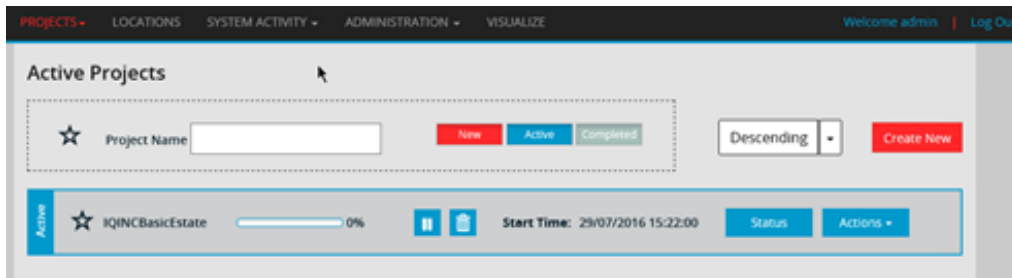 PROJECTS LOCATIONS SYSTEM ACTIVITY ADMINISTRATION VISUALIZE Welcome admin | Log Ou
Active Projects
Project Name New Active Completed Descending Create New
Active IQINCBasicEstate 0% Start Time: 29/07/2016 15:22:00 Status Actions